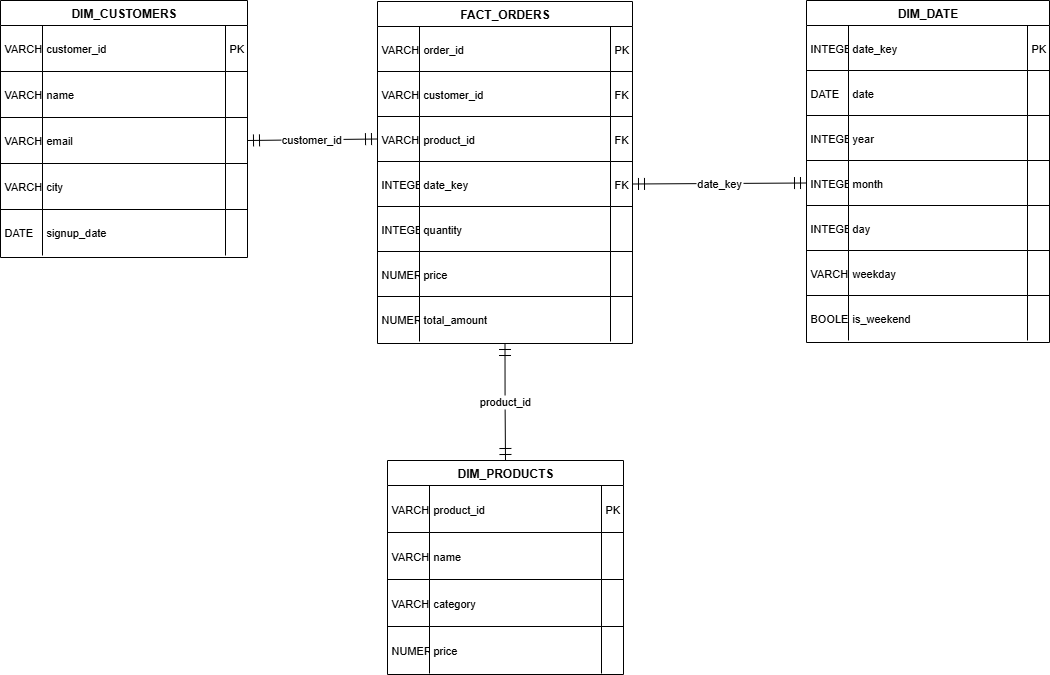 DIM_CUSTOMERS
VARCH customer_id PK
VARCH name
VARCH email
VARCH city
DATE signup_date
customer_id
FACT_ORDERS
VARCH order_id PK
VARCH customer_id FK
VARCH product_id FK
INTEGE date_key FK
INTEGE quantity
NUMER price
NUMER total_amount
date_key
DIM_DATE
INTEGE date_key PK
DATE date
INTEGE year
INTEGE month
INTEGE day
VARCH weekday
BOOLE is_weekend
product_id
DIM_PRODUCTS
VARCH product_id PK
VARCH name
VARCH category
NUMER price